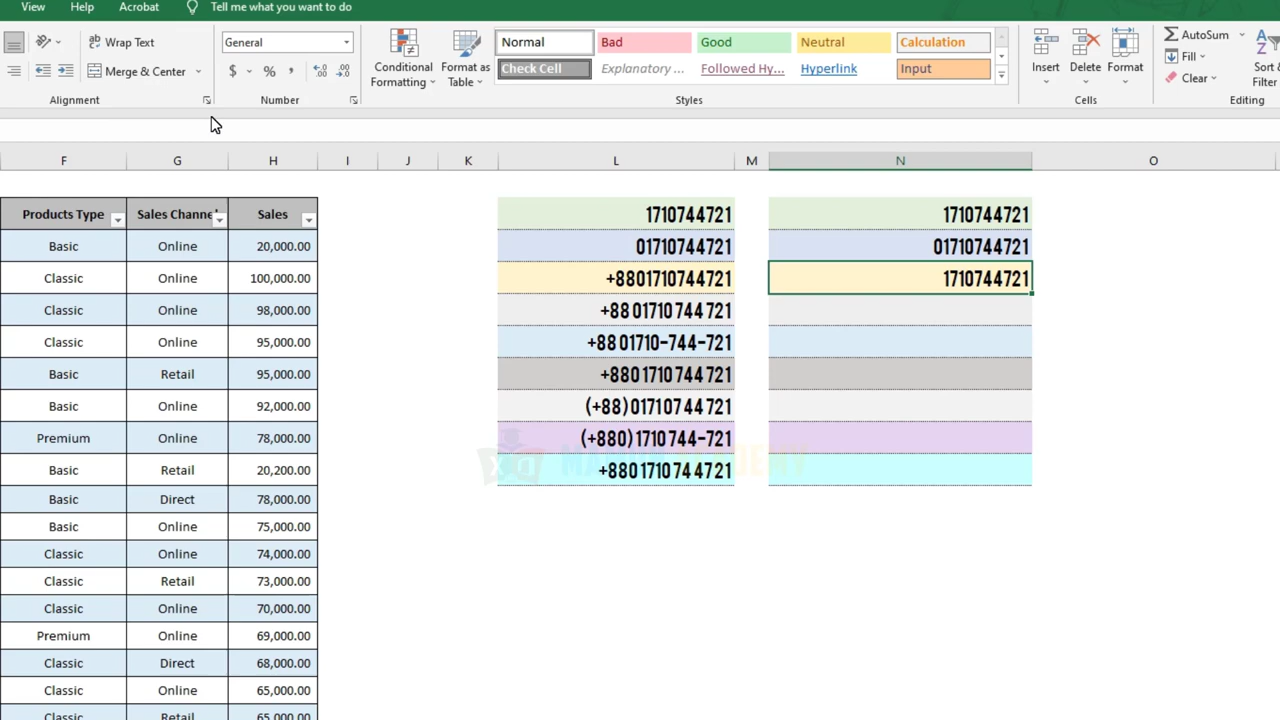 View Help Acrobat Tell me what you want to do
Wrap Text General Normal Bad Good Neutral Calculation AutoSum
Conditional Formatting Format as Table Insert Delete Format Fill Sort &
Merge & Center $ % , Check Cell Explanatory ... Followed Hy... Hyperlink Input Clear Filter
Alignment Number Styles Cells Editing
F G H I J K L M N O
Products Type Sales Channel Sales 1710744721 1710744721
Basic Online 20,000.00 01710744721 01710744721
Classic Online 100,000.00 +8801710744721 1710744721
Classic Online 98,000.00 +88 01710 744 721
Classic Online 95,000.00 +88 01710-744-721
Basic Retail 95,000.00 +880 1710 744 721
Basic Online 92,000.00 (+88) 01710 744 721
Premium Online 78,000.00 (+880) 1710 744-721
Basic Retail 20,200.00 +880 1710 74 4721
Basic Direct 78,000.00
Basic Online 75,000.00
Classic Online 74,000.00
Classic Retail 73,000.00
Classic Online 70,000.00
Premium Online 69,000.00
Classic Direct 68,000.00
Classic Online 65,000.00
Classic Retail 65,000.00